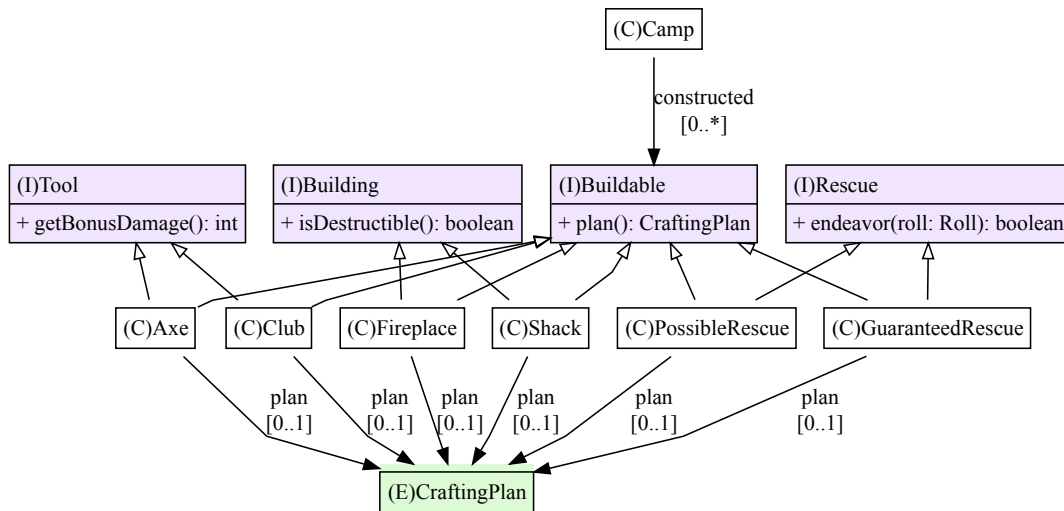 (C)Camp
constructed
[0..*]
(I)Tool
+ getBonusDamage(): int
(I)Building
+ isDestructible(): boolean
(I)Buildable
+ plan(): CraftingPlan
(I)Rescue
+ endeavor(roll: Roll): boolean
(C)Axe
(C)Club
(C)Fireplace
(C)Shack
(C)PossibleRescue
(C)GuaranteedRescue
plan
[0..1]
plan
[0..1]
plan
[0..1]
plan
[0..1]
plan
[0..1]
plan
[0..1]
(E)CraftingPlan